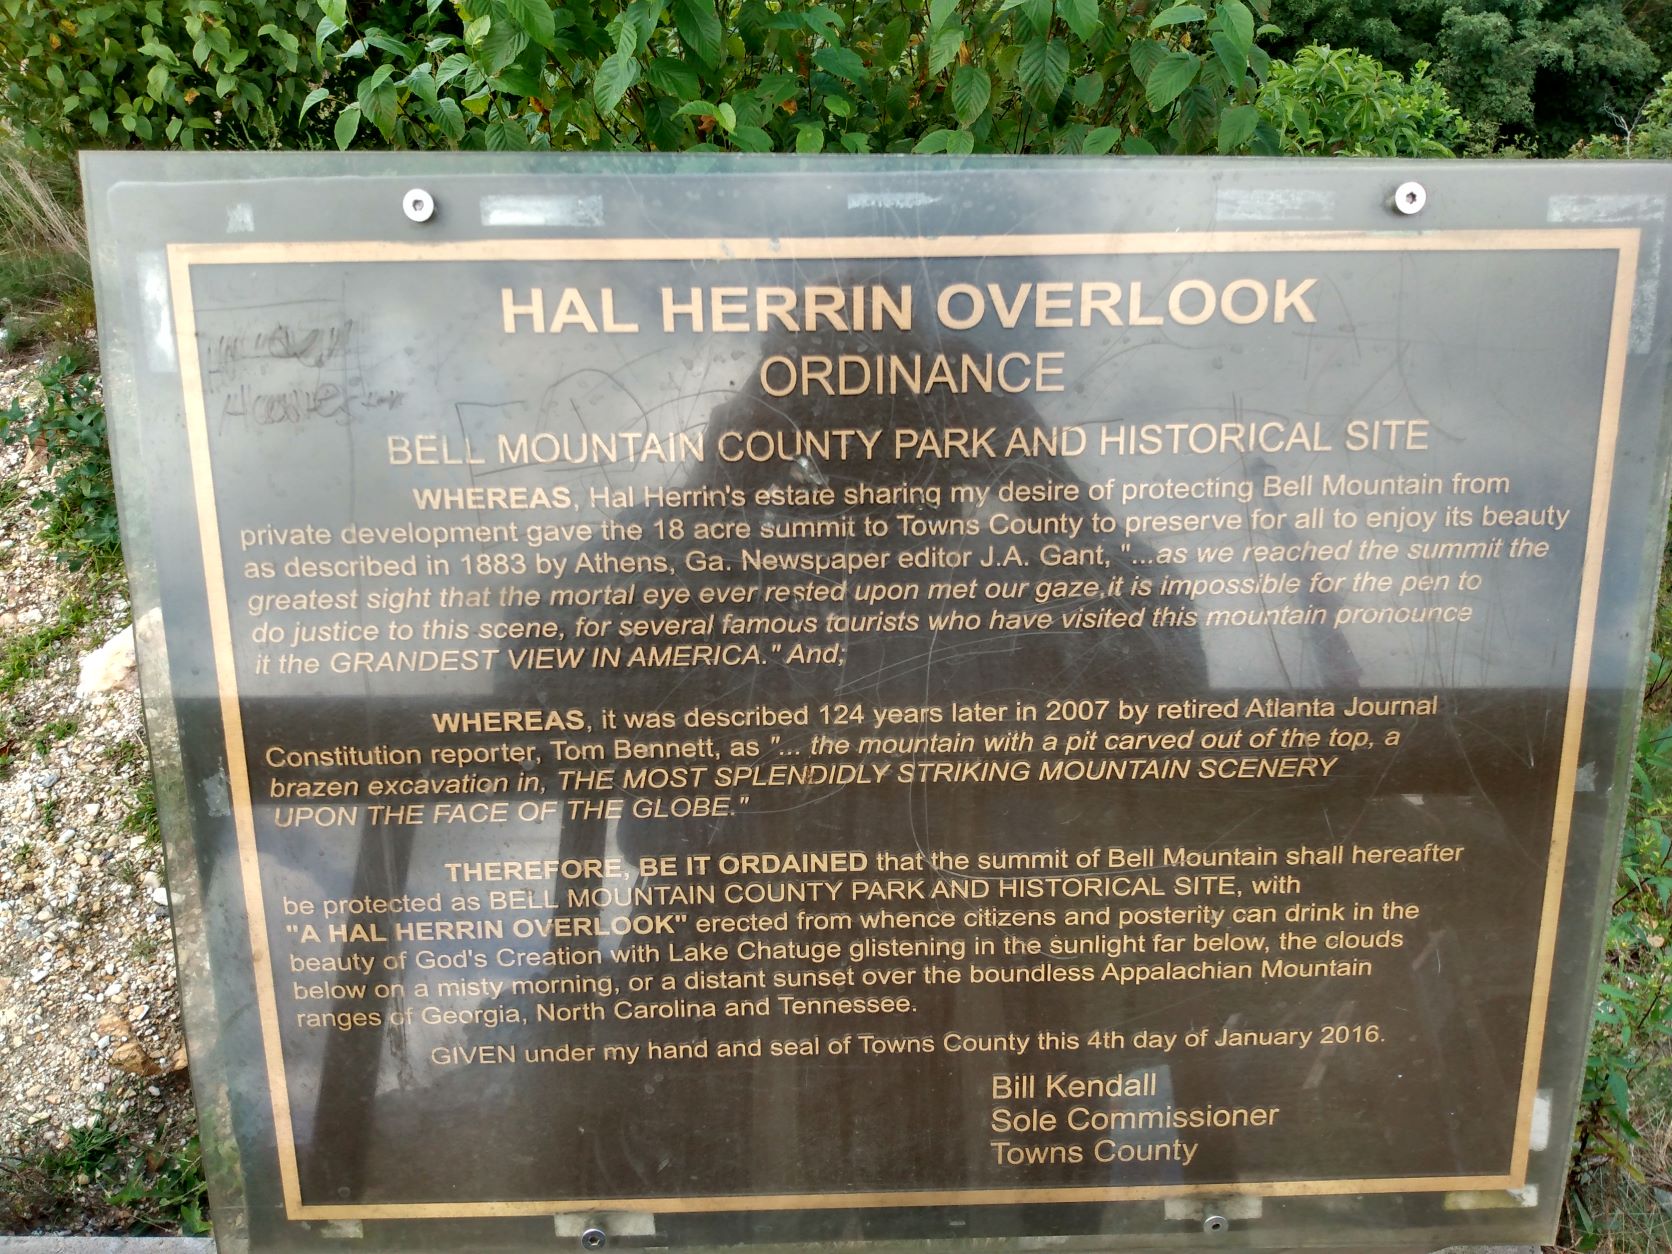 HAL HERRIN OVERLOOK
ORDINANCE
BELL MOUNTAIN COUNTY PARK AND HISTORICAL SITE
WHEREAS, Hal Herrin's estate sharing my desire of protecting Bell Mountain from
private development gave the 18 acre summit to Towns County to preserve for all to enjoy its beauty
as described in 1883 by Athens, Ga. Newspaper editor J.A. Gant, "...as we reached the summit the
greatest sight that the mortal eye ever rested upon met our gaze,it is impossible for the pen to
do justice to this scene, for several famous tourists who have visited this mountain pronounce
it the GRANDEST VIEW IN AMERICA." And;
WHEREAS, it was described 124 years later in 2007 by retired Atlanta Journal
Constitution reporter, Tom Bennett, as "... the mountain with a pit carved out of the top, a
brazen excavation in, THE MOST SPLENDIDLY STRIKING MOUNTAIN SCENERY
UPON THE FACE OF THE GLOBE."
THEREFORE, BE IT ORDAINED that the summit of Bell Mountain shall hereafter
be protected as BELL MOUNTAIN COUNTY PARK AND HISTORICAL SITE, with
"A HAL HERRIN OVERLOOK" erected from whence citizens and posterity can drink in the
beauty of God's Creation with Lake Chatuge glistening in the sunlight far below, the clouds
below on a misty morning, or a distant sunset over the boundless Appalachian Mountain
ranges of Georgia, North Carolina and Tennessee.
GIVEN under my hand and seal of Towns County this 4th day of January 2016.
Bill Kendall
Sole Commissioner
Towns County